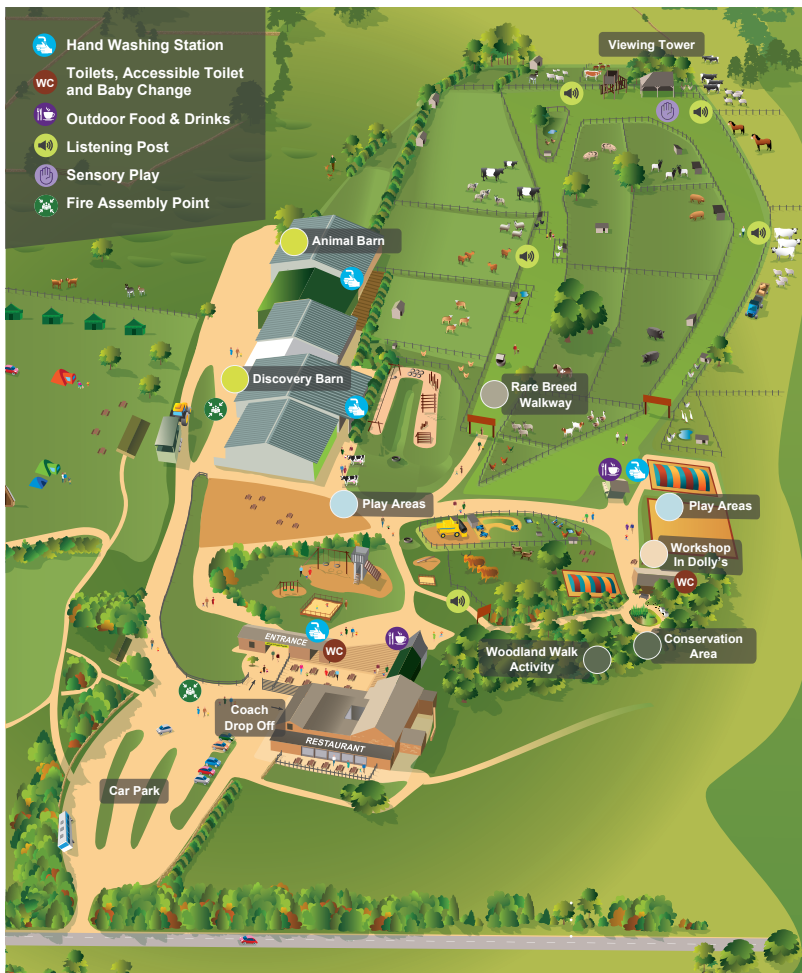 Hand Washing Station
WC
Toilets, Accessible Toilet
and Baby Change
Outdoor Food & Drinks
Listening Post
Sensory Play
Fire Assembly Point
Viewing Tower
Animal Barn
Discovery Barn
Rare Breed
Walkway
Play Areas
Play Areas
Workshop
In Dolly's
WC
ENTRANCE
WC
Woodland Walk
Activity
Conservation
Area
Coach
Drop Off
RESTAURANT
Car Park